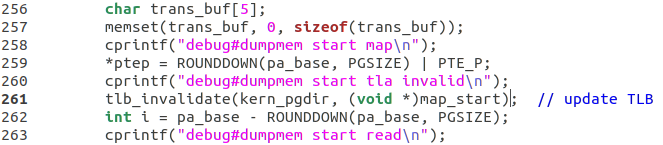 256 char trans_buf[5];
257 memset(trans_buf, 0, sizeof(trans_buf));
258 cprintf("debug#dumpmem start map\n");
259 *ptep = ROUNDDOWN(pa_base, PGSIZE) | PTE_P;
260 cprintf("debug#dumpmem start tla invalid\n");
261 tlb_invalidate(kern_pgdir, (void *)map_start); // update TLB
262 int i = pa_base - ROUNDDOWN(pa_base, PGSIZE);
263 cprintf("debug#dumpmem start read\n");